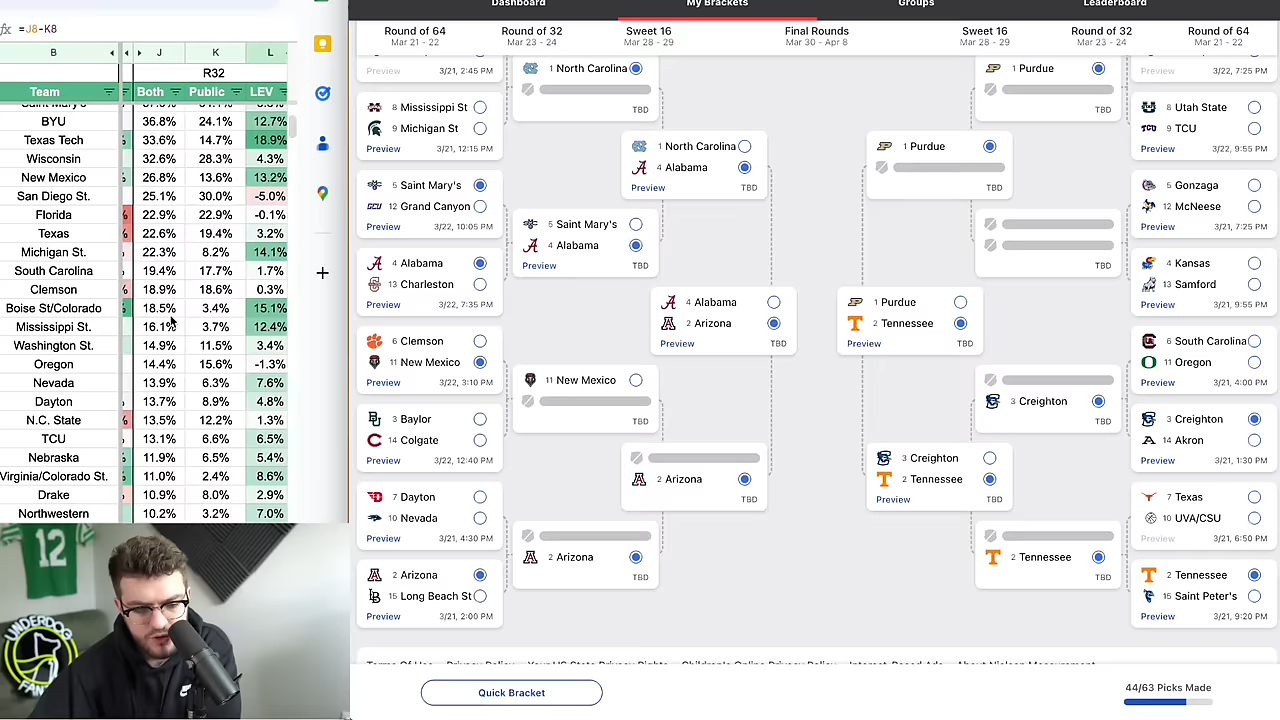 fx =J8-K8
B J K L
R32
Team Both Public LEV
BYU 36.8% 24.1% 12.7%
Texas Tech 33.6% 14.7% 18.9%
Wisconsin 32.6% 28.3% 4.3%
New Mexico 26.8% 13.6% 13.2%
San Diego St. 25.1% 30.0% -5.0%
Florida 22.9% 22.9% -0.1%
Texas 22.6% 19.4% 3.2%
Michigan St. 22.3% 8.2% 14.1%
South Carolina 19.4% 17.7% 1.7%
Clemson 18.9% 18.6% 0.3%
Boise St/Colorado 18.5% 3.4% 15.1%
Mississippi St. 16.1% 3.7% 12.4%
Washington St. 14.9% 11.5% 3.4%
Oregon 14.4% 15.6% -1.3%
Nevada 13.9% 6.3% 7.6%
Dayton 13.7% 8.9% 4.8%
N.C. State 13.5% 12.2% 1.3%
TCU 13.1% 6.6% 6.5%
Nebraska 11.9% 6.5% 5.4%
Virginia/Colorado St. 11.0% 2.4% 8.6%
Drake 10.9% 8.0% 2.9%
Northwestern 10.2% 3.2% 7.0%
12
UNDERDOG
Dashboard My Brackets Groups Leaderboard
Round of 64 Round of 32 Sweet 16 Final Rounds Sweet 16 Round of 32 Round of 64
Mar 21 - 22 Mar 23 - 24 Mar 28 - 29 Mar 30 - Apr 8 Mar 28 - 29 Mar 23 - 24 Mar 21 - 22
Preview 3/21, 2:45 PM
8 Mississippi St
9 Michigan St
Preview 3/21, 12:15 PM
5 Saint Mary's
12 Grand Canyon
Preview 3/22, 10:05 PM
4 Alabama
13 Charleston
Preview 3/22, 7:35 PM
6 Clemson
11 New Mexico
Preview 3/22, 3:10 PM
3 Baylor
14 Colgate
Preview 3/22, 12:40 PM
7 Dayton
10 Nevada
Preview 3/21, 4:30 PM
2 Arizona
15 Long Beach St
Preview 3/21, 2:00 PM
1 North Carolina
TBD
5 Saint Mary's
4 Alabama
Preview TBD
11 New Mexico
TBD
2 Arizona
TBD
1 North Carolina
4 Alabama
Preview TBD
2 Arizona
TBD
4 Alabama
2 Arizona
Preview TBD
1 Purdue
2 Tennessee
Preview TBD
1 Purdue
TBD
3 Creighton
2 Tennessee
Preview TBD
1 Purdue
TBD
TBD
3 Creighton
TBD
2 Tennessee
TBD
Preview 3/22, 7:25 PM
8 Utah State
9 TCU
Preview 3/22, 9:55 PM
5 Gonzaga
12 McNeese
Preview 3/21, 7:25 PM
4 Kansas
13 Samford
Preview 3/21, 9:55 PM
6 South Carolina
11 Oregon
Preview 3/21, 4:00 PM
3 Creighton
14 Akron
Preview 3/21, 1:30 PM
7 Texas
10 UVA/CSU
Preview 3/21, 6:50 PM
2 Tennessee
15 Saint Peter's
Preview 3/21, 9:20 PM
Quick Bracket
44/63 Picks Made